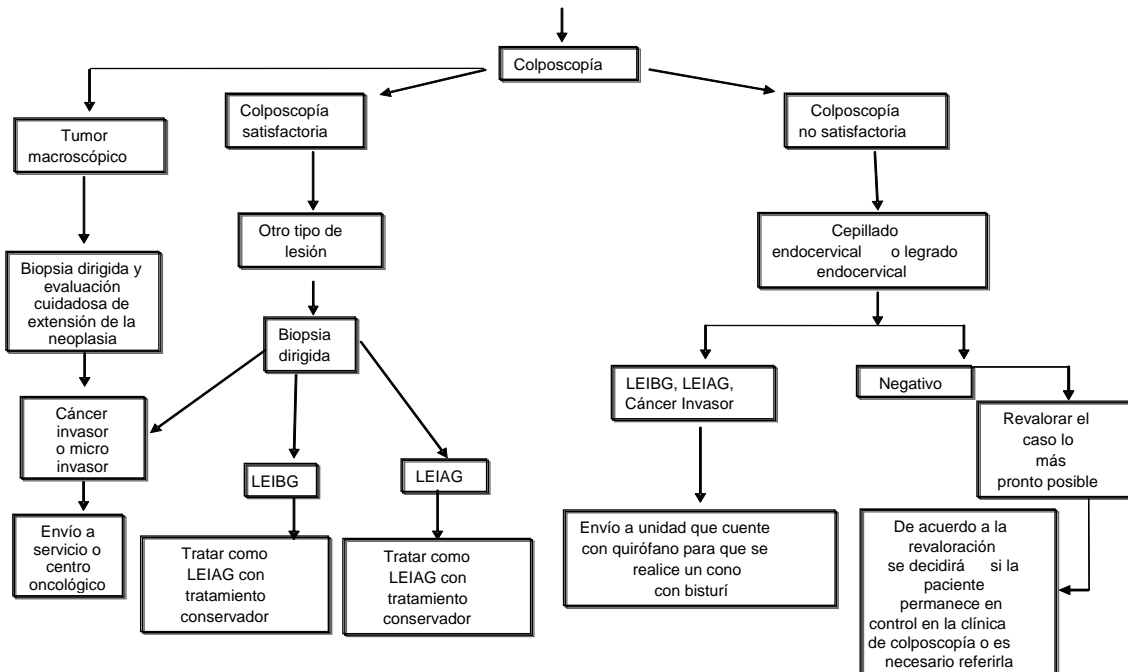 Colposcopía
Tumor
macroscópico
Colposcopía
satisfactoria
Colposcopía
no satisfactoria
Otro tipo de
lesión
Cepillado
endocervical o legrado
endocervical
Biopsia dirigida y
evaluación
cuidadosa de
extensión de la
neoplasia
Biopsia
dirigida
LEIBG, LEIAG,
Cáncer Invasor
Negativo
Cáncer
invasor
o micro
invasor
Revalorar el
caso lo
más
pronto posible
LEIBG
LEIAG
Envío a
servicio o
centro
oncológico
Tratar como
LEIAG con
tratamiento
conservador
Tratar como
LEIAG con
tratamiento
conservador
Envío a unidad que cuente
con quirófano para que se
realice un cono
con bisturí
De acuerdo a la
revaloración
se decidirá si la
paciente
permanece en
control en la clínica
de colposcopía o es
necesario referirla